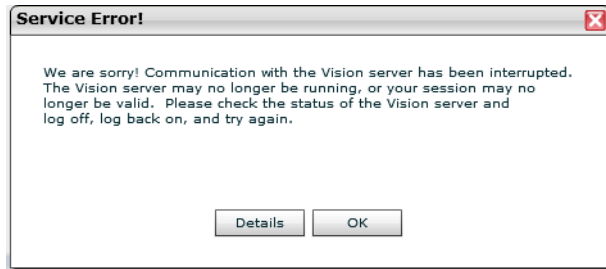 Service Error!
We are sorry! Communication with the Vision server has been interrupted.
The Vision server may no longer be running, or your session may no
longer be valid.  Please check the status of the Vision server and
log off, log back on, and try again.
Details
OK